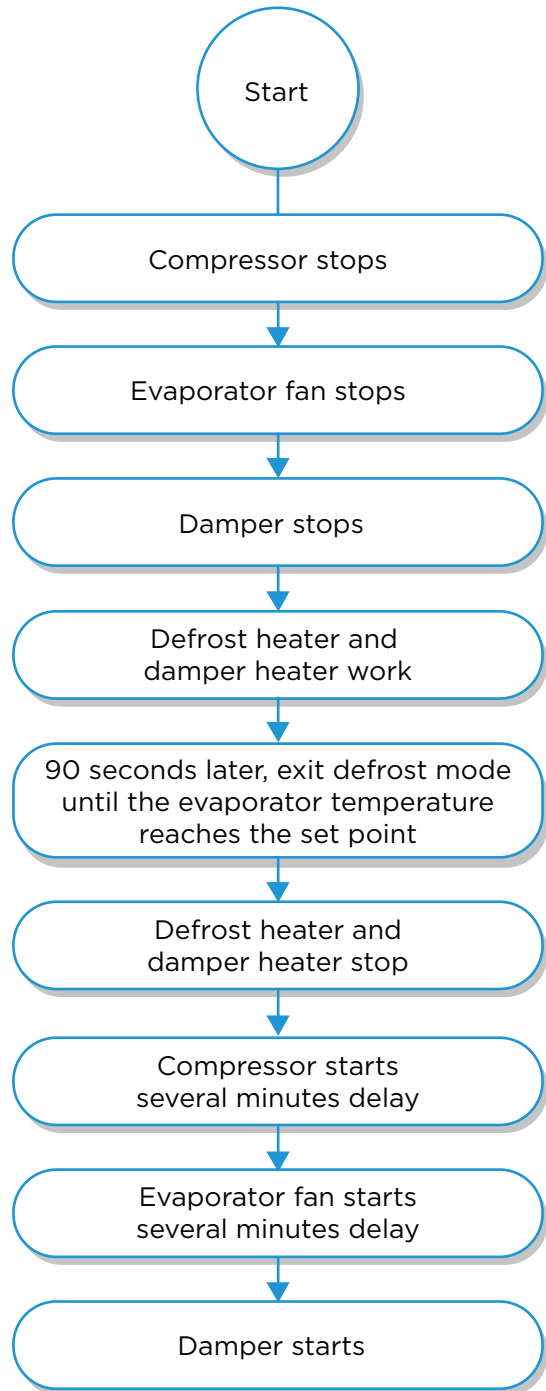 Start
Compressor stops
Evaporator fan stops
Damper stops
Defrost heater and
damper heater work
90 seconds later, exit defrost mode
until the evaporator temperature
reaches the set point
Defrost heater and
damper heater stop
Compressor starts
several minutes delay
Evaporator fan starts
several minutes delay
Damper starts